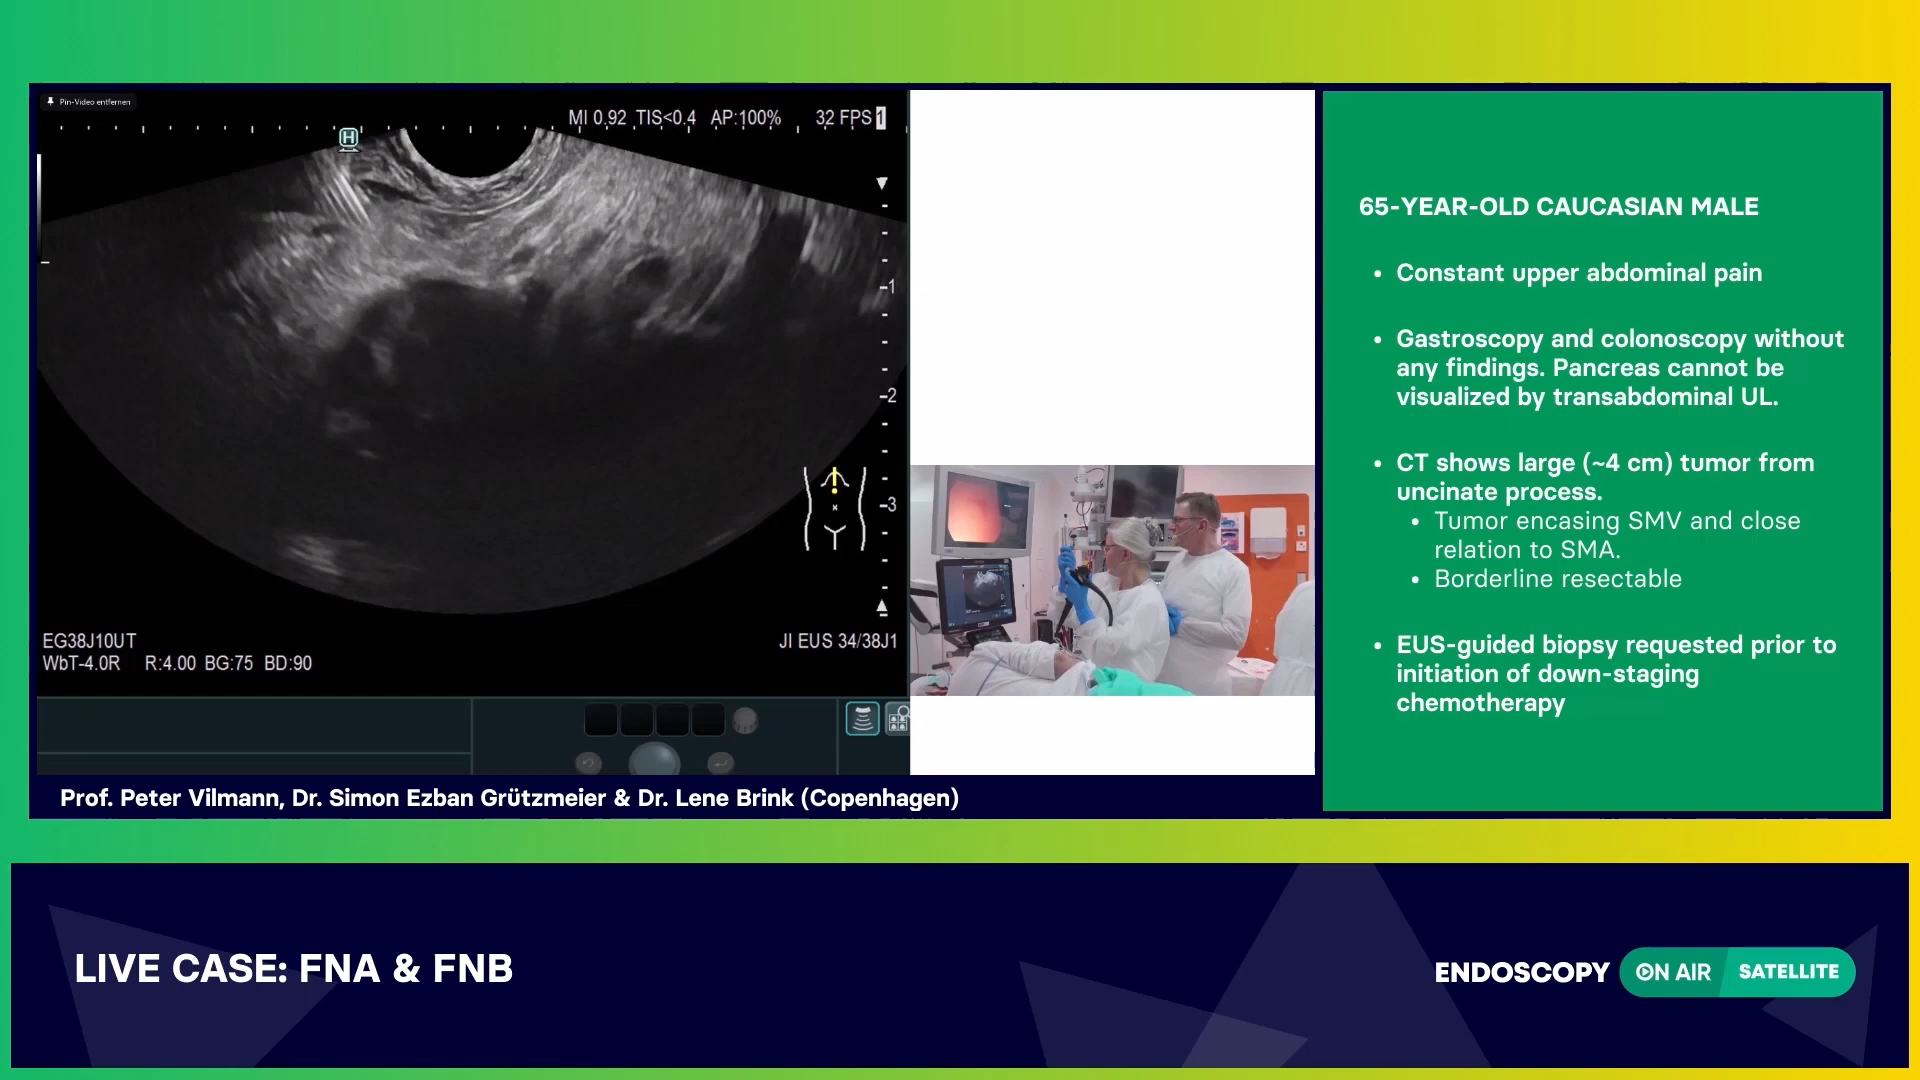 Pin-Video entfernen
MI 0.92 TIS<0.4 AP:100% 32 FPS 1
H
1
2
3
EG38J10UT
JI EUS 34/38J1
WbT-4.0R R:4.00 BG:75 BD:90
Prof. Peter Vilmann, Dr. Simon Ezban Grützmeier & Dr. Lene Brink (Copenhagen)
65-YEAR-OLD CAUCASIAN MALE
• Constant upper abdominal pain
• Gastroscopy and colonoscopy without
any findings. Pancreas cannot be
visualized by transabdominal UL.
• CT shows large (~4 cm) tumor from
uncinate process.
• Tumor encasing SMV and close
relation to SMA.
• Borderline resectable
• EUS-guided biopsy requested prior to
initiation of down-staging
chemotherapy
LIVE CASE: FNA & FNB
ENDOSCOPY ON AIR SATELLITE